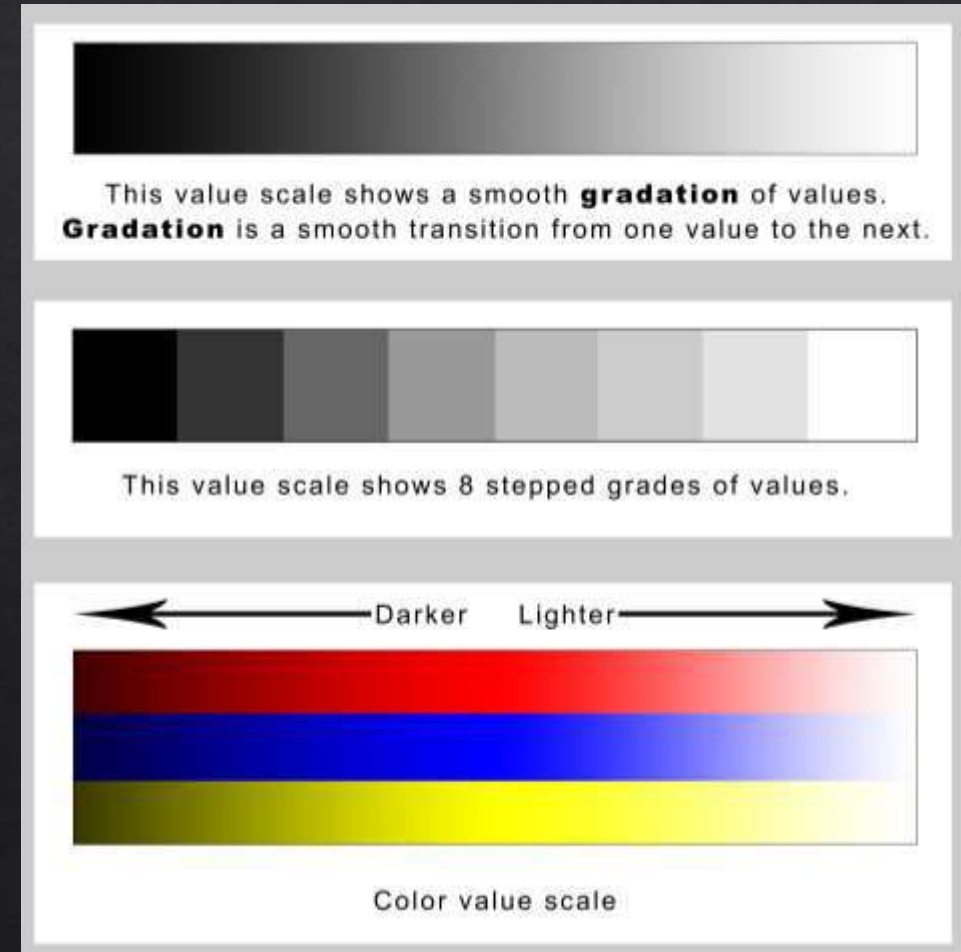 This value scale shows a smooth gradation of values.
Gradation is a smooth transition from one value to the next.
This value scale shows 8 stepped grades of values.
Darker Lighter
Color value scale